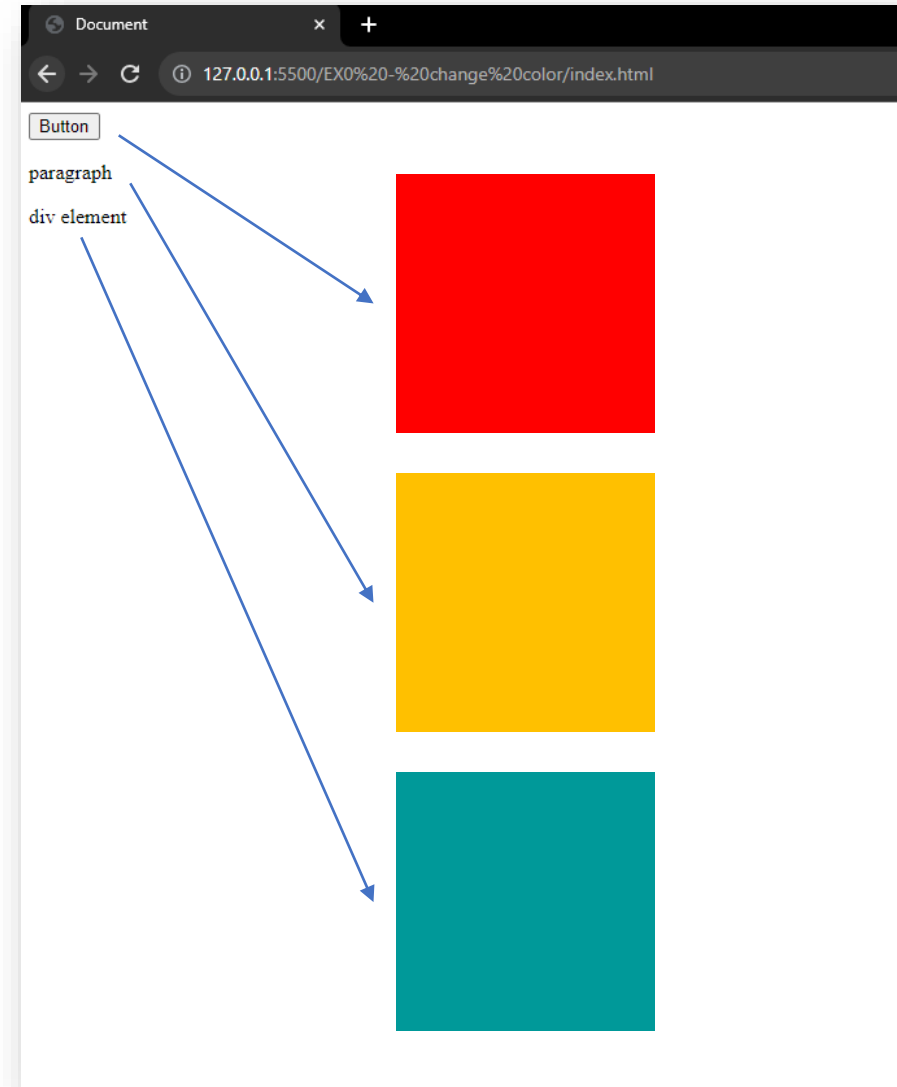 Document
127.0.0.1:5500/EX0%20-%20change%20color/index.html
Button
paragraph
div element